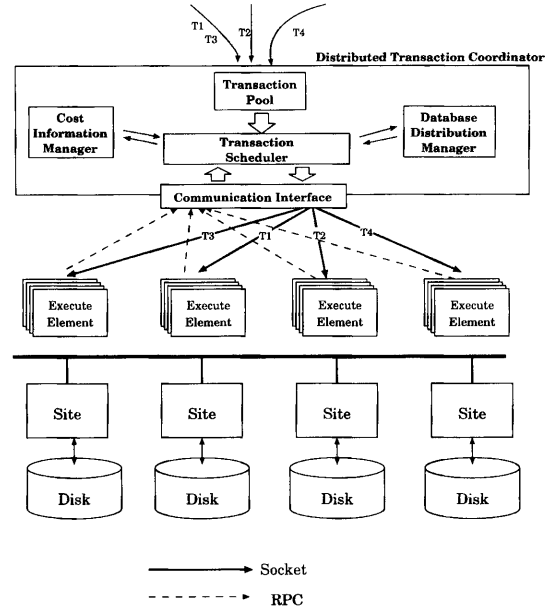 T1
T3
T2
T4
Distributed Transaction Coordinator
Transaction
Pool
Cost
Information
Manager
Transaction
Scheduler
Database
Distribution
Manager
Communication Interface
T3
T1
T2
T4
Execute
Element
Execute
Element
Execute
Element
Execute
Element
Site
Site
Site
Site
Disk
Disk
Disk
Disk
Socket
RPC